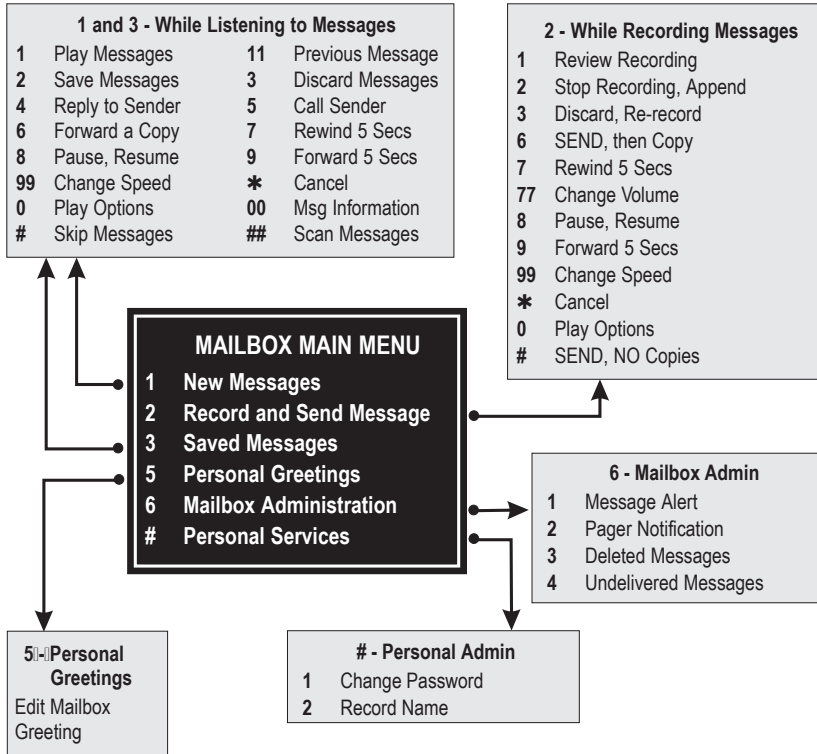 1 and 3 - While Listening to Messages
1 Play Messages 11 Previous Message
2 Save Messages 3 Discard Messages
4 Reply to Sender 5 Call Sender
6 Forward a Copy 7 Rewind 5 Secs
8 Pause, Resume 9 Forward 5 Secs
99 Change Speed ✱ Cancel
0 Play Options 00 Msg Information
# Skip Messages ## Scan Messages
2 - While Recording Messages
1 Review Recording
2 Stop Recording, Append
3 Discard, Re-record
6 SEND, then Copy
7 Rewind 5 Secs
77 Change Volume
8 Pause, Resume
9 Forward 5 Secs
99 Change Speed
✱ Cancel
0 Play Options
# SEND, NO Copies
MAILBOX MAIN MENU
1 New Messages
2 Record and Send Message
3 Saved Messages
5 Personal Greetings
6 Mailbox Administration
# Personal Services
6 - Mailbox Admin
1 Message Alert
2 Pager Notification
3 Deleted Messages
4 Undelivered Messages
5▯-▯Personal
Greetings
Edit Mailbox
Greeting
# - Personal Admin
1 Change Password
2 Record Name